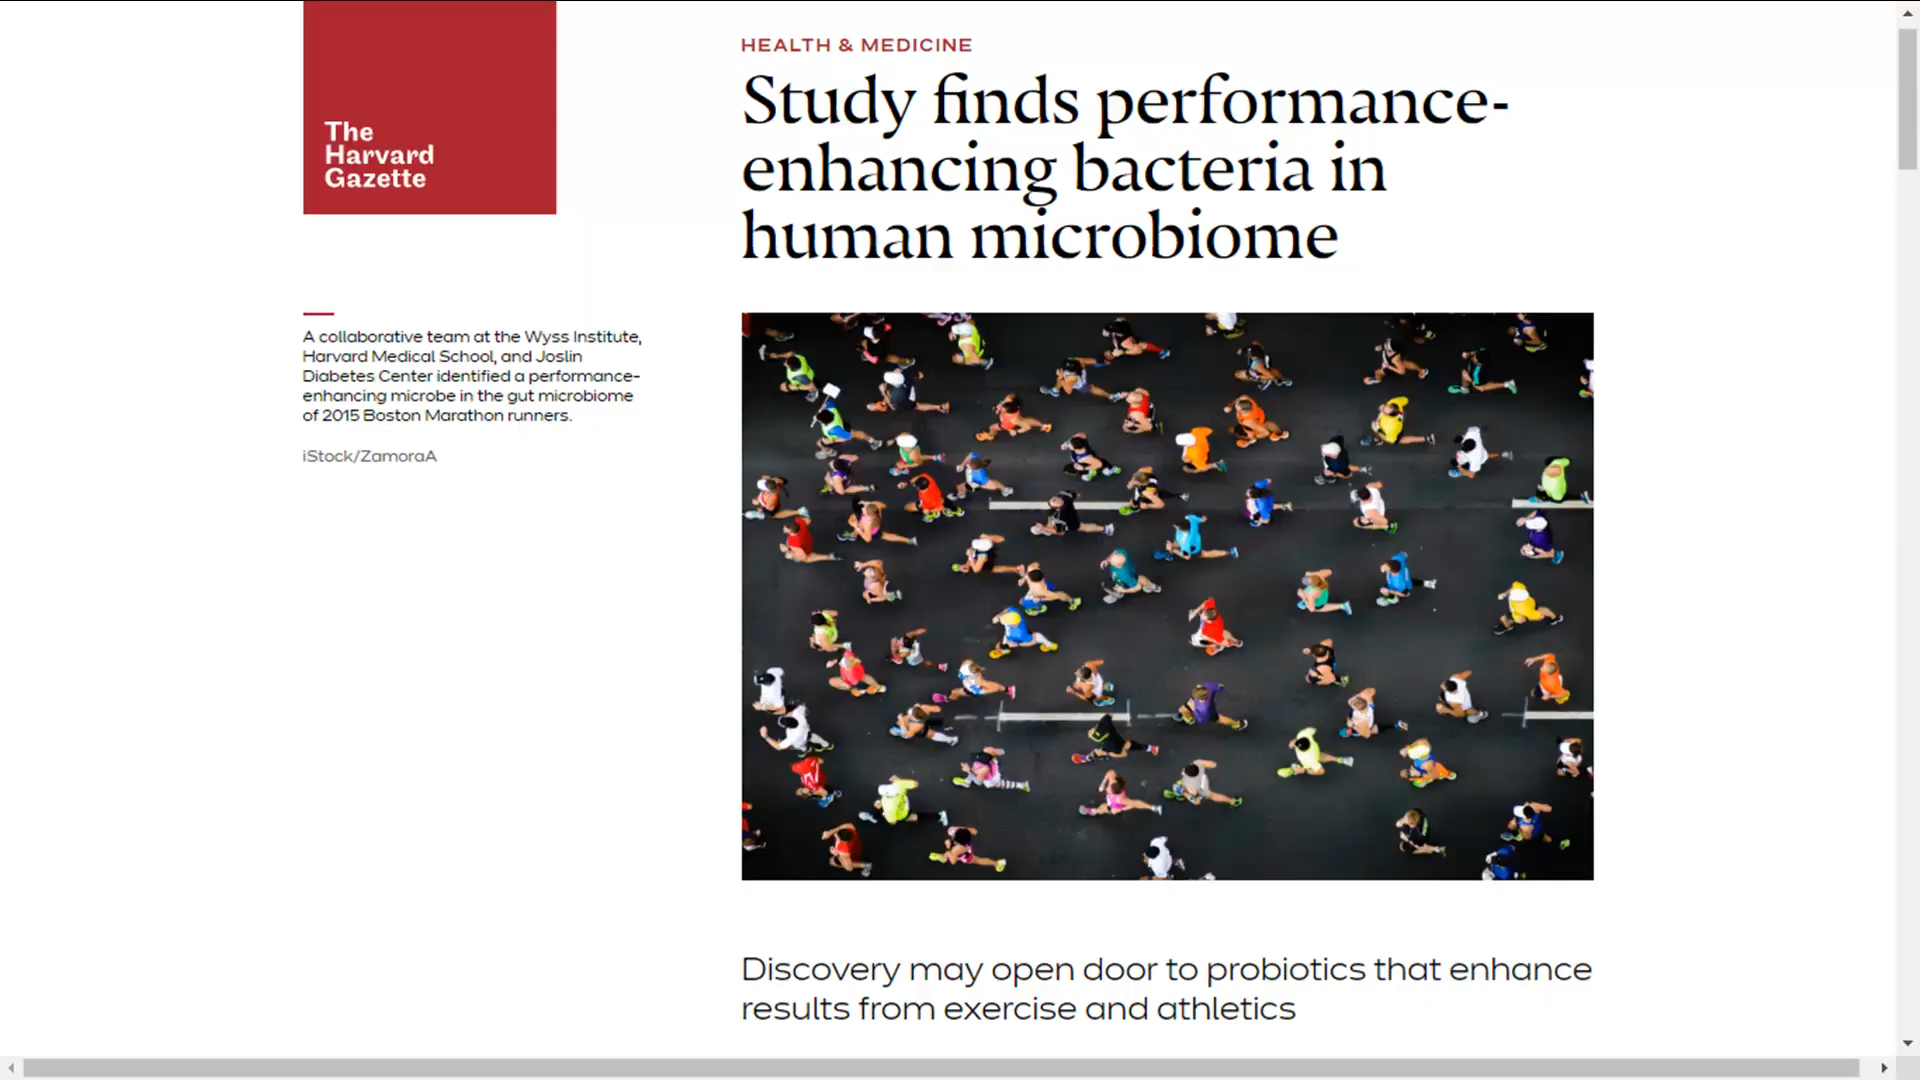 The
Harvard
Gazette
HEALTH & MEDICINE
Study finds performance-
enhancing bacteria in
human microbiome
A collaborative team at the Wyss Institute,
Harvard Medical School, and Joslin
Diabetes Center identified a performance-
enhancing microbe in the gut microbiome
of 2015 Boston Marathon runners.
iStock/ZamoraA
Discovery may open door to probiotics that enhance
results from exercise and athletics